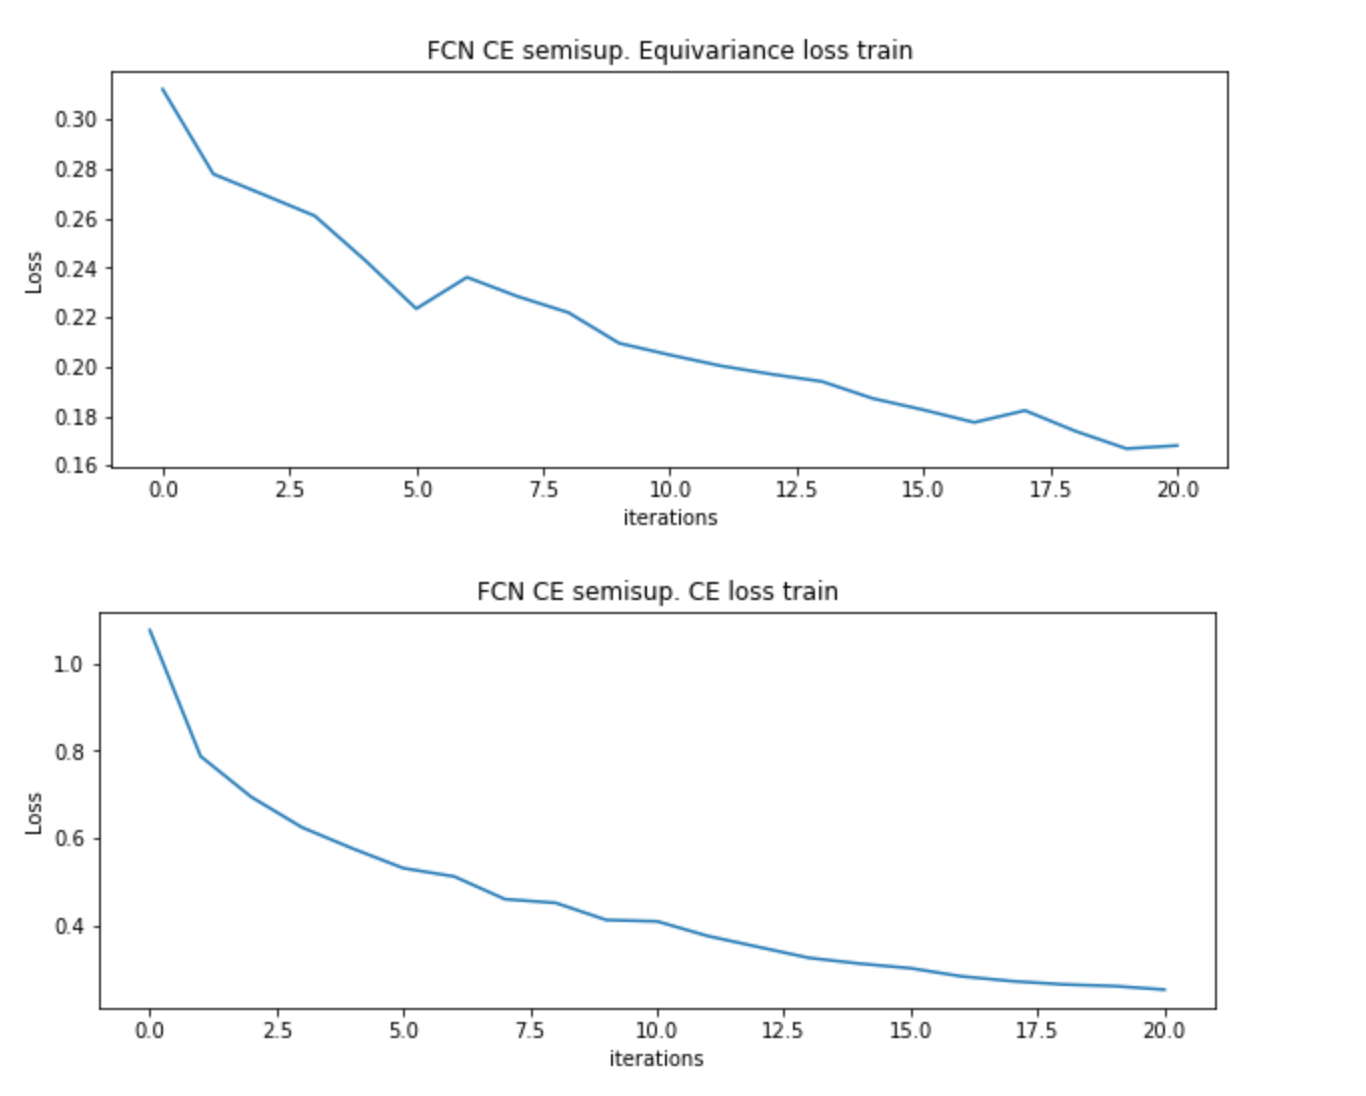 FCN CE semisup. Equivariance loss train
0.30
0.28
0.26
0.24
0.22
0.20
0.18
0.16
Loss
0.0 2.5 5.0 7.5 10.0 12.5 15.0 17.5 20.0
iterations
FCN CE semisup. CE loss train
1.0
0.8
0.6
0.4
Loss
0.0 2.5 5.0 7.5 10.0 12.5 15.0 17.5 20.0
iterations